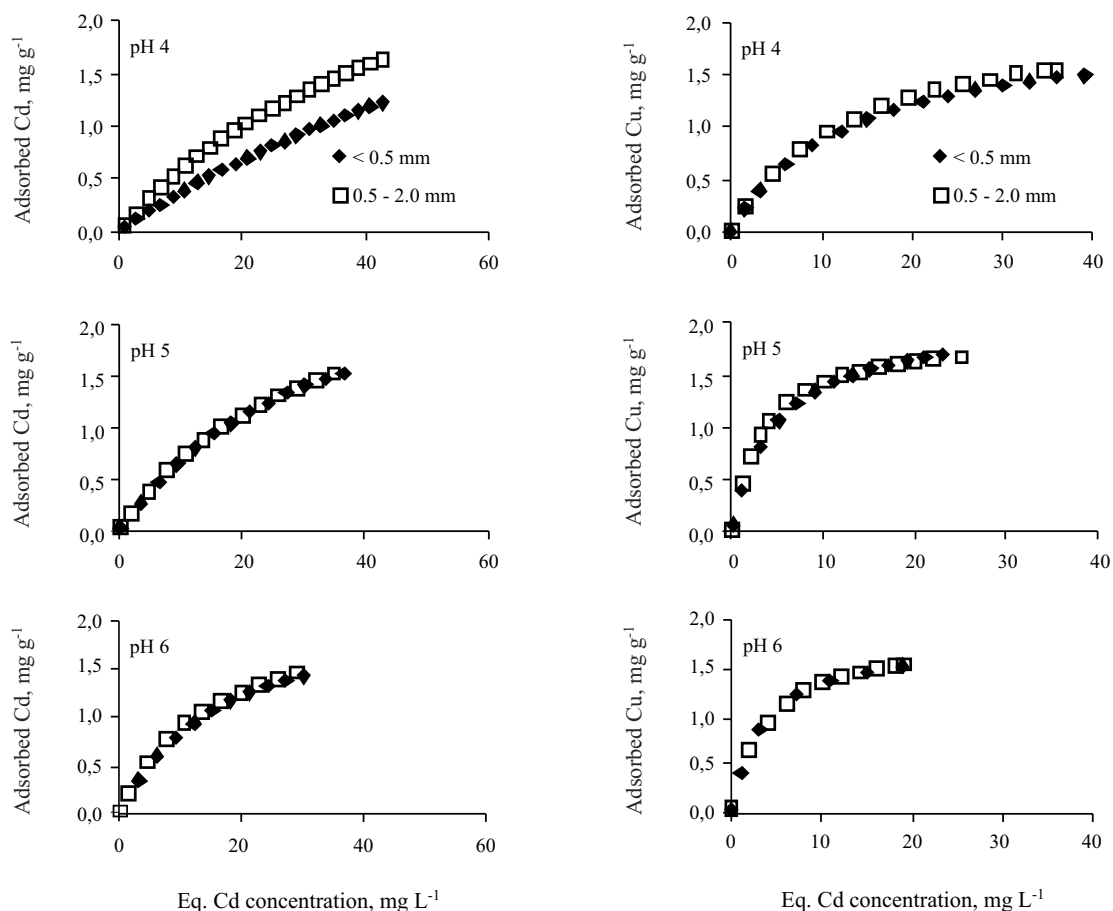 2,0
pH 4
1,5
1,0
0,5
0,0
Adsorbed Cd, mg g-1
< 0.5 mm
0.5 - 2.0 mm
0 20 40 60
2,0
pH 4
1,5
1,0
0,5
0,0
Adsorbed Cu, mg g-1
< 0.5 mm
0.5 - 2.0 mm
0 10 20 30 40
2,0
pH 5
1,5
1,0
0,5
0,0
Adsorbed Cd, mg g-1
0 20 40 60
2,0
pH 5
1,5
1,0
0,5
0,0
Adsorbed Cu, mg g-1
0 10 20 30 40
2,0
pH 6
1,5
1,0
0,5
0,0
Adsorbed Cd, mg g-1
0 20 40 60
Eq. Cd concentration, mg L-1
2,0
pH 6
1,5
1,0
0,5
0,0
Adsorbed Cu, mg g-1
0 10 20 30 40
Eq. Cd concentration, mg L-1